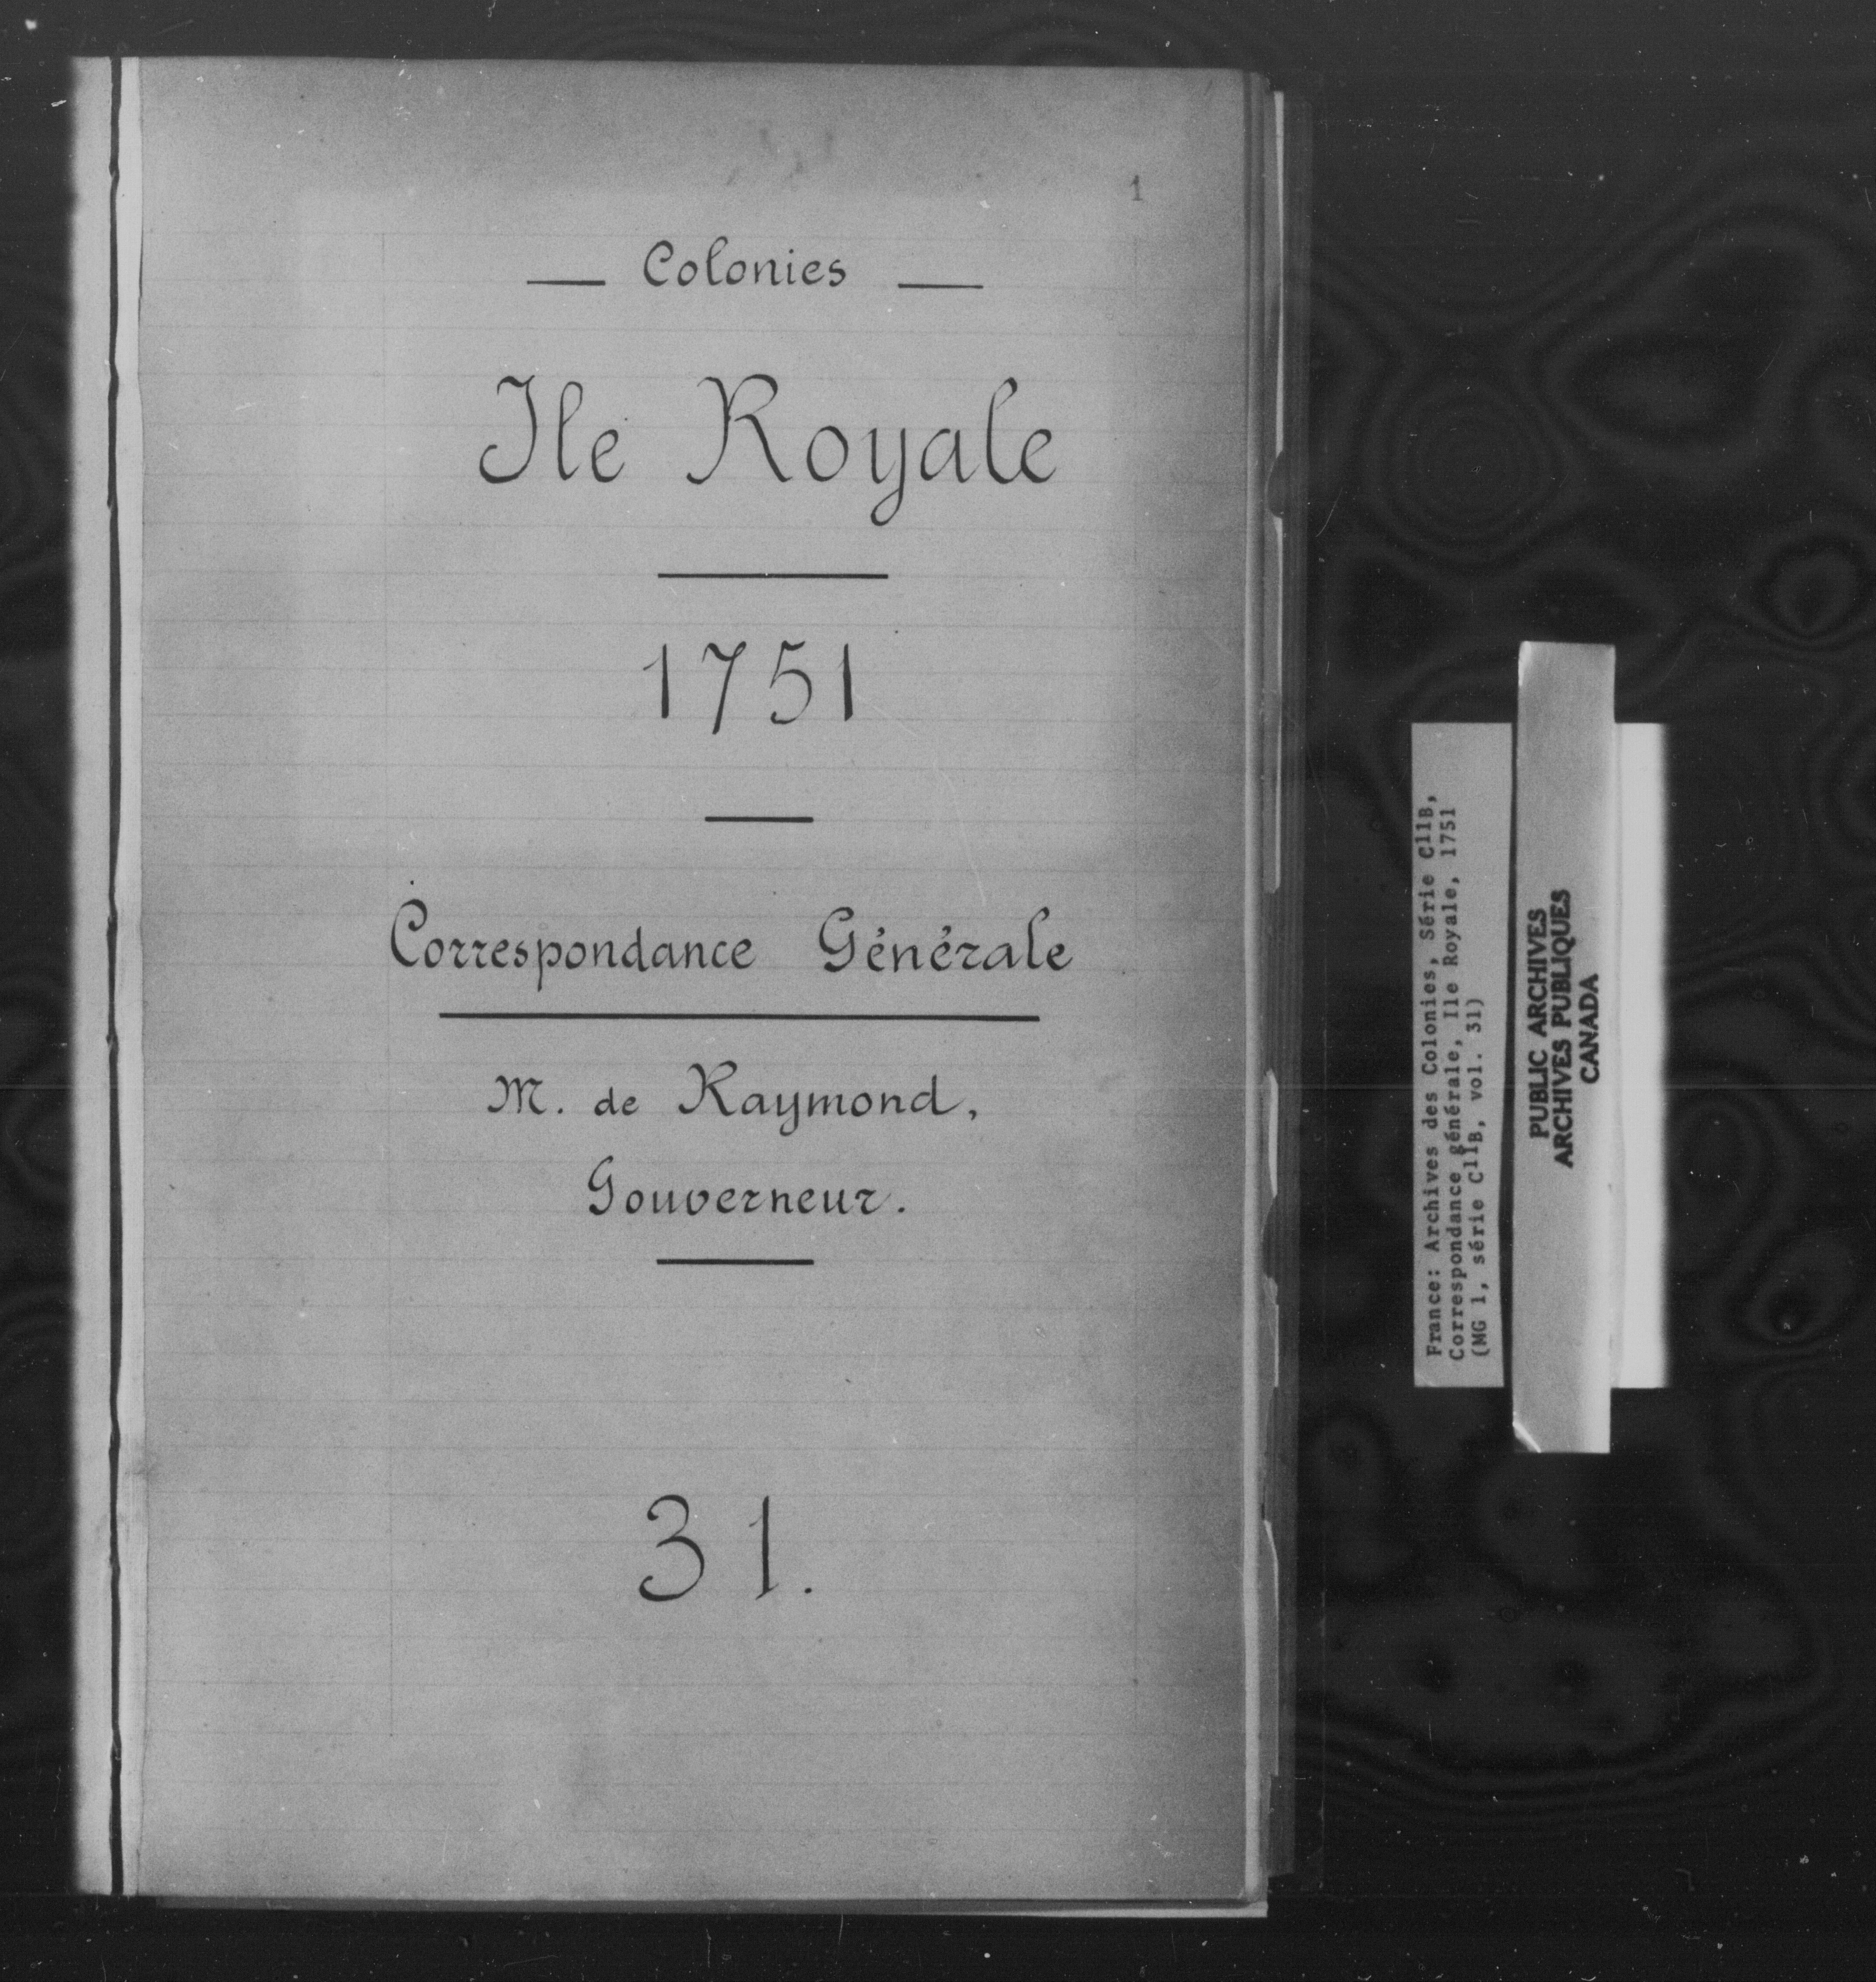 1
— Colonies —
Ile Royale
1751
Correspondance Générale
M. de Raymond,
Gouverneur.
31.
France: Archives des Colonies, Série C11B,
Correspondance générale, Ile Royale, 1751
(MG 1, série C11B, vol. 31)
PUBLIC ARCHIVES
ARCHIVES PUBLIQUES
CANADA